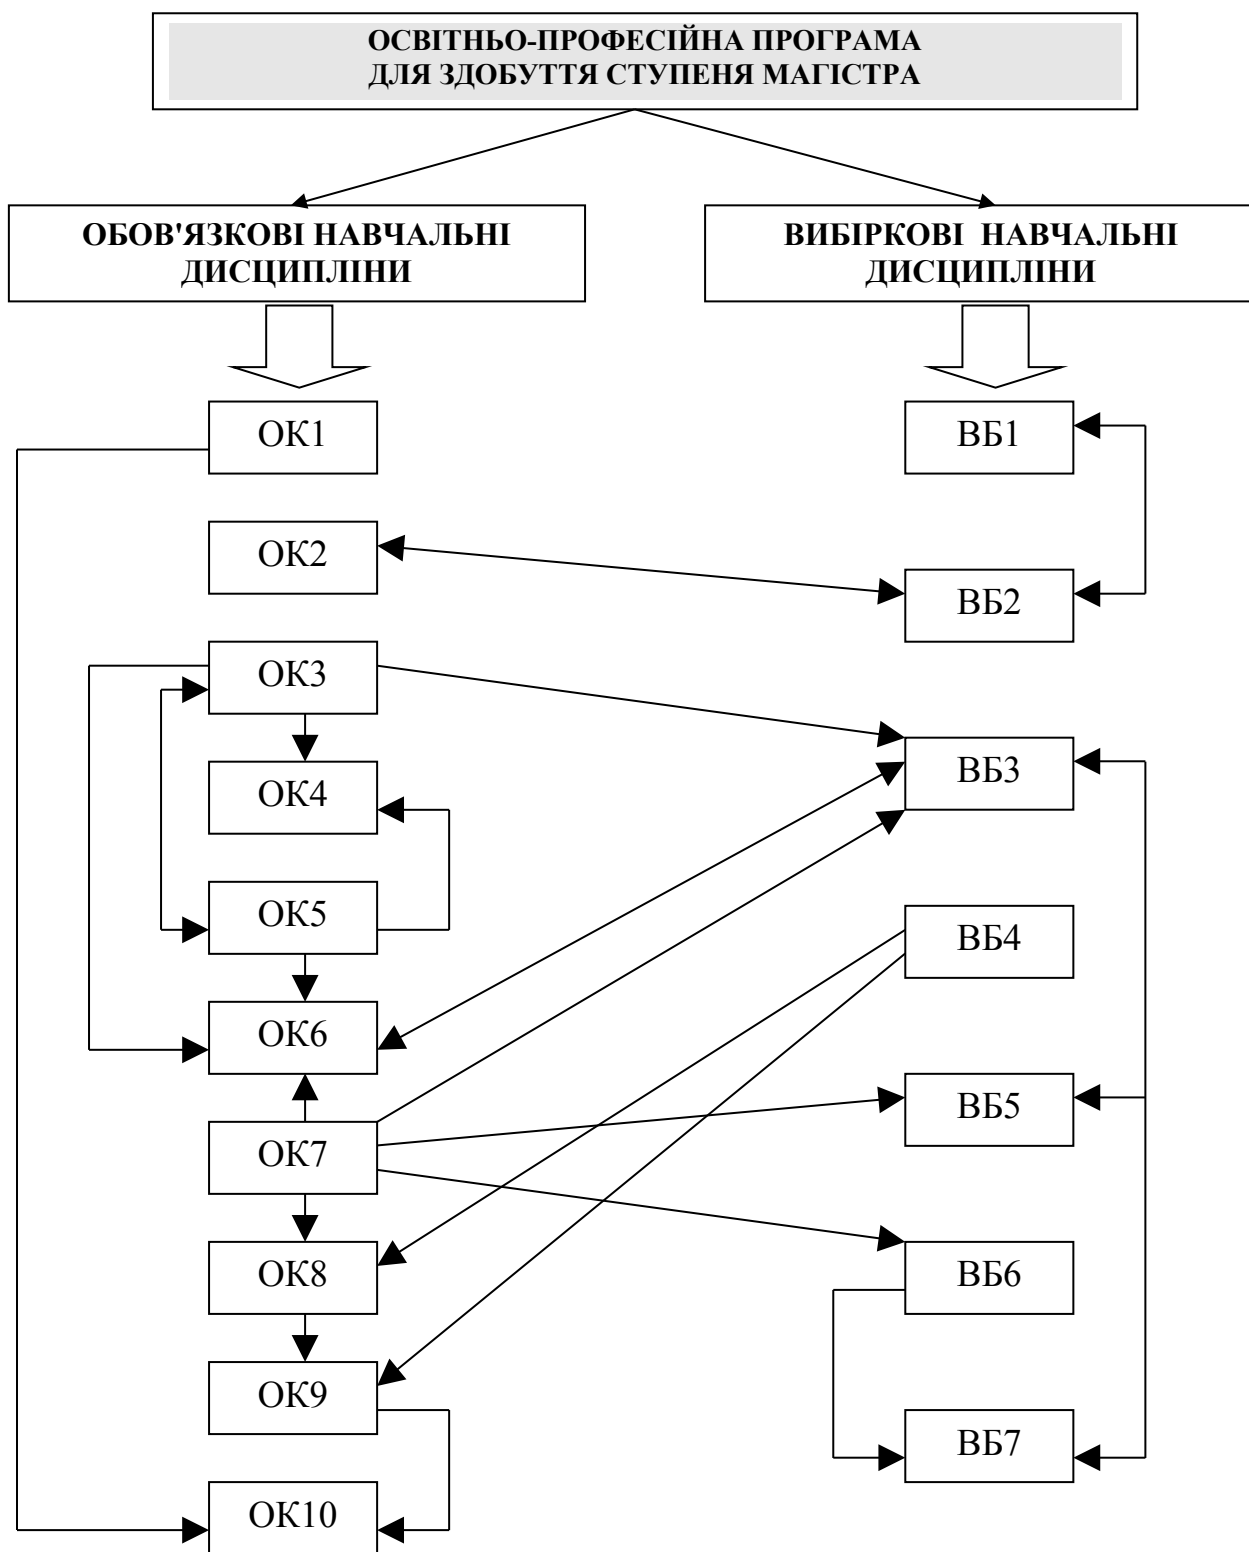 ОСВІТНЬО-ПРОФЕСІЙНА ПРОГРАМА
ДЛЯ ЗДОБУТТЯ СТУПЕНЯ МАГІСТРА
ОБОВ'ЯЗКОВІ НАВЧАЛЬНІ
ДИСЦИПЛІНИ
ВИБІРКОВІ НАВЧАЛЬНІ
ДИСЦИПЛІНИ
ОК1
ОК2
ОК3
ОК4
ОК5
ОК6
ОК7
ОК8
ОК9
ОК10
ВБ1
ВБ2
ВБ3
ВБ4
ВБ5
ВБ6
ВБ7